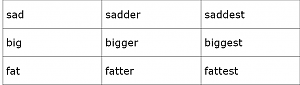 sad sadder saddest
big bigger biggest
fat fatter fattest